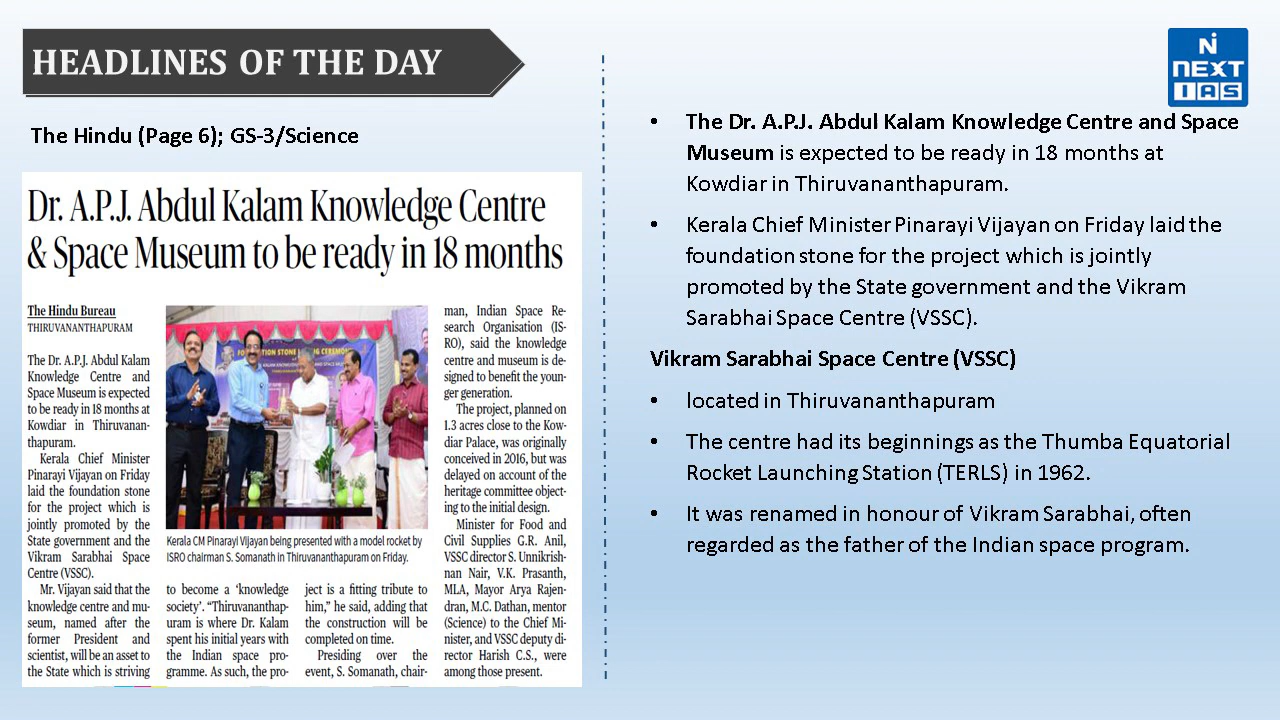 HEADLINES OF THE DAY
The Hindu (Page 6); GS-3/Science
Dr. A.P.J. Abdul Kalam Knowledge Centre
& Space Museum to be ready in 18 months
The Hindu Bureau
THIRUVANANTHAPURAM
The Dr. A.P.J. Abdul Kalam
Knowledge Centre and
Space Museum is expected
to be ready in 18 months at
Kowdiar in Thiruvanan-
thapuram.
Kerala Chief Minister
Pinarayi Vijayan on Friday
laid the foundation stone
for the project which is
jointly promoted by the
State government and the
Vikram Sarabhai Space
Centre (VSSC).
Mr. Vijayan said that the
knowledge centre and mu-
seum, named after the
former President and
scientist, will be an asset to
the State which is striving
Kerala CM Pinarayi Vijayan being presented with a model rocket by
ISRO chairman S. Somanath in Thiruvananthapuram on Friday.
to become a ‘knowledge
society’. “Thiruvananthap-
uram is where Dr. Kalam
spent his initial years with
the Indian space pro-
gramme. As such, the pro-
ject is a fitting tribute to
him,” he said, adding that
the construction will be
completed on time.
Presiding over the
event, S. Somanath, chair-
man, Indian Space Re-
search Organisation (IS-
RO), said the knowledge
centre and museum is de-
signed to benefit the youn-
ger generation.
The project, planned on
1.3 acres close to the Kow-
diar Palace, was originally
conceived in 2016, but was
delayed on account of the
heritage committee object-
ing to the initial design.
Minister for Food and
Civil Supplies G.R. Anil,
VSSC director S. Unnikrish-
nan Nair, V.K. Prasanth,
MLA, Mayor Arya Rajen-
dran, M.C. Dathan, mentor
(Science) to the Chief Mi-
nister, and VSSC deputy di-
rector Harish C.S., were
among those present.
NEXT
IAS
• The Dr. A.P.J. Abdul Kalam Knowledge Centre and Space
Museum is expected to be ready in 18 months at
Kowdiar in Thiruvananthapuram.
• Kerala Chief Minister Pinarayi Vijayan on Friday laid the
foundation stone for the project which is jointly
promoted by the State government and the Vikram
Sarabhai Space Centre (VSSC).
Vikram Sarabhai Space Centre (VSSC)
• located in Thiruvananthapuram
• The centre had its beginnings as the Thumba Equatorial
Rocket Launching Station (TERLS) in 1962.
• It was renamed in honour of Vikram Sarabhai, often
regarded as the father of the Indian space program.